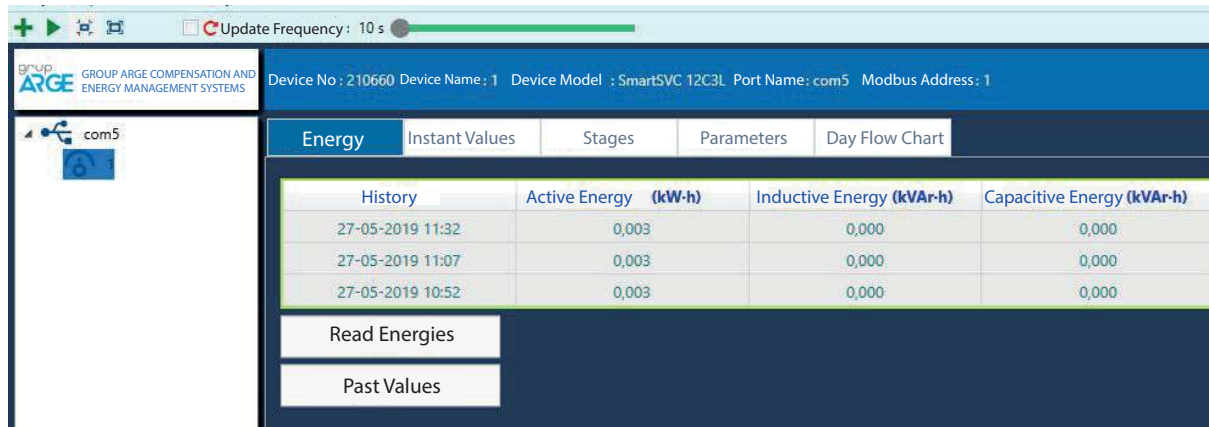 Update Frequency : 10 s
grup
ARGE
GROUP ARGE COMPENSATION AND
ENERGY MANAGEMENT SYSTEMS
Device No : 210660 Device Name : 1 Device Model : SmartSVC 12C3L Port Name: com5 Modbus Address : 1
com5
1
Energy Instant Values Stages Parameters Day Flow Chart
History Active Energy (kW·h) Inductive Energy (kVAr·h) Capacitive Energy (kVAr·h)
27-05-2019 11:32 0,003 0,000 0,000
27-05-2019 11:07 0,003 0,000 0,000
27-05-2019 10:52 0,003 0,000 0,000
Read Energies
Past Values